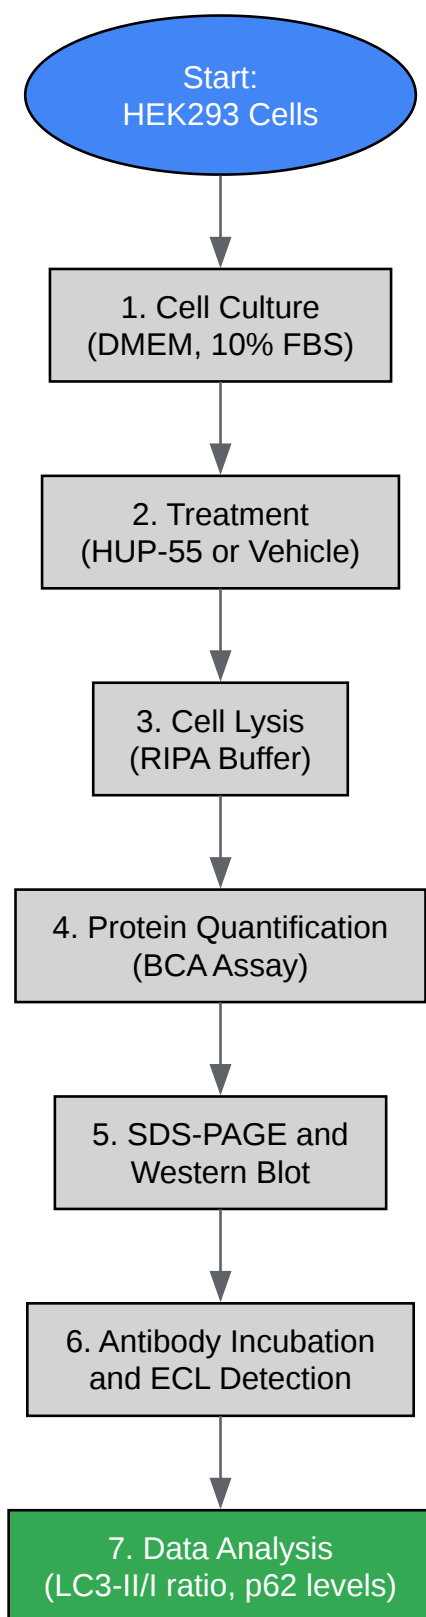 Start:
HEK293 Cells
1. Cell Culture
(DMEM, 10% FBS)
2. Treatment
(HUP-55 or Vehicle)
3. Cell Lysis
(RIPA Buffer)
4. Protein Quantification
(BCA Assay)
5. SDS-PAGE and
Western Blot
6. Antibody Incubation
and ECL Detection
7. Data Analysis
(LC3-II/I ratio, p62 levels)